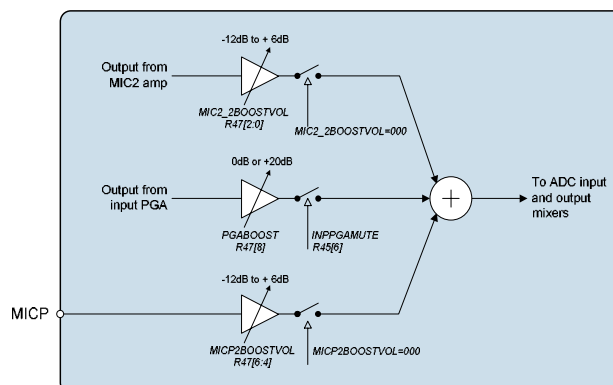 -12dB to + 6dB
Output from
MIC2 amp
MIC2_2BOOSTVOL
R47[2:0]
MIC2_2BOOSTVOL=000
0dB or +20dB
Output from
input PGA
PGABOOST
R47[8]
INPPGAMUTE
R45[6]
+
To ADC input
and output
mixers
-12dB to + 6dB
MICP
MICP2BOOSTVOL
R47[6:4]
MICP2BOOSTVOL=000